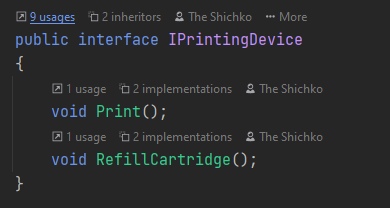 9 usages 2 inheritors The Shichko ••• More
public interface IPrintingDevice
{
1 usage 2 implementations The Shichko
void Print();
1 usage 2 implementations The Shichko
void RefillCartridge();
}